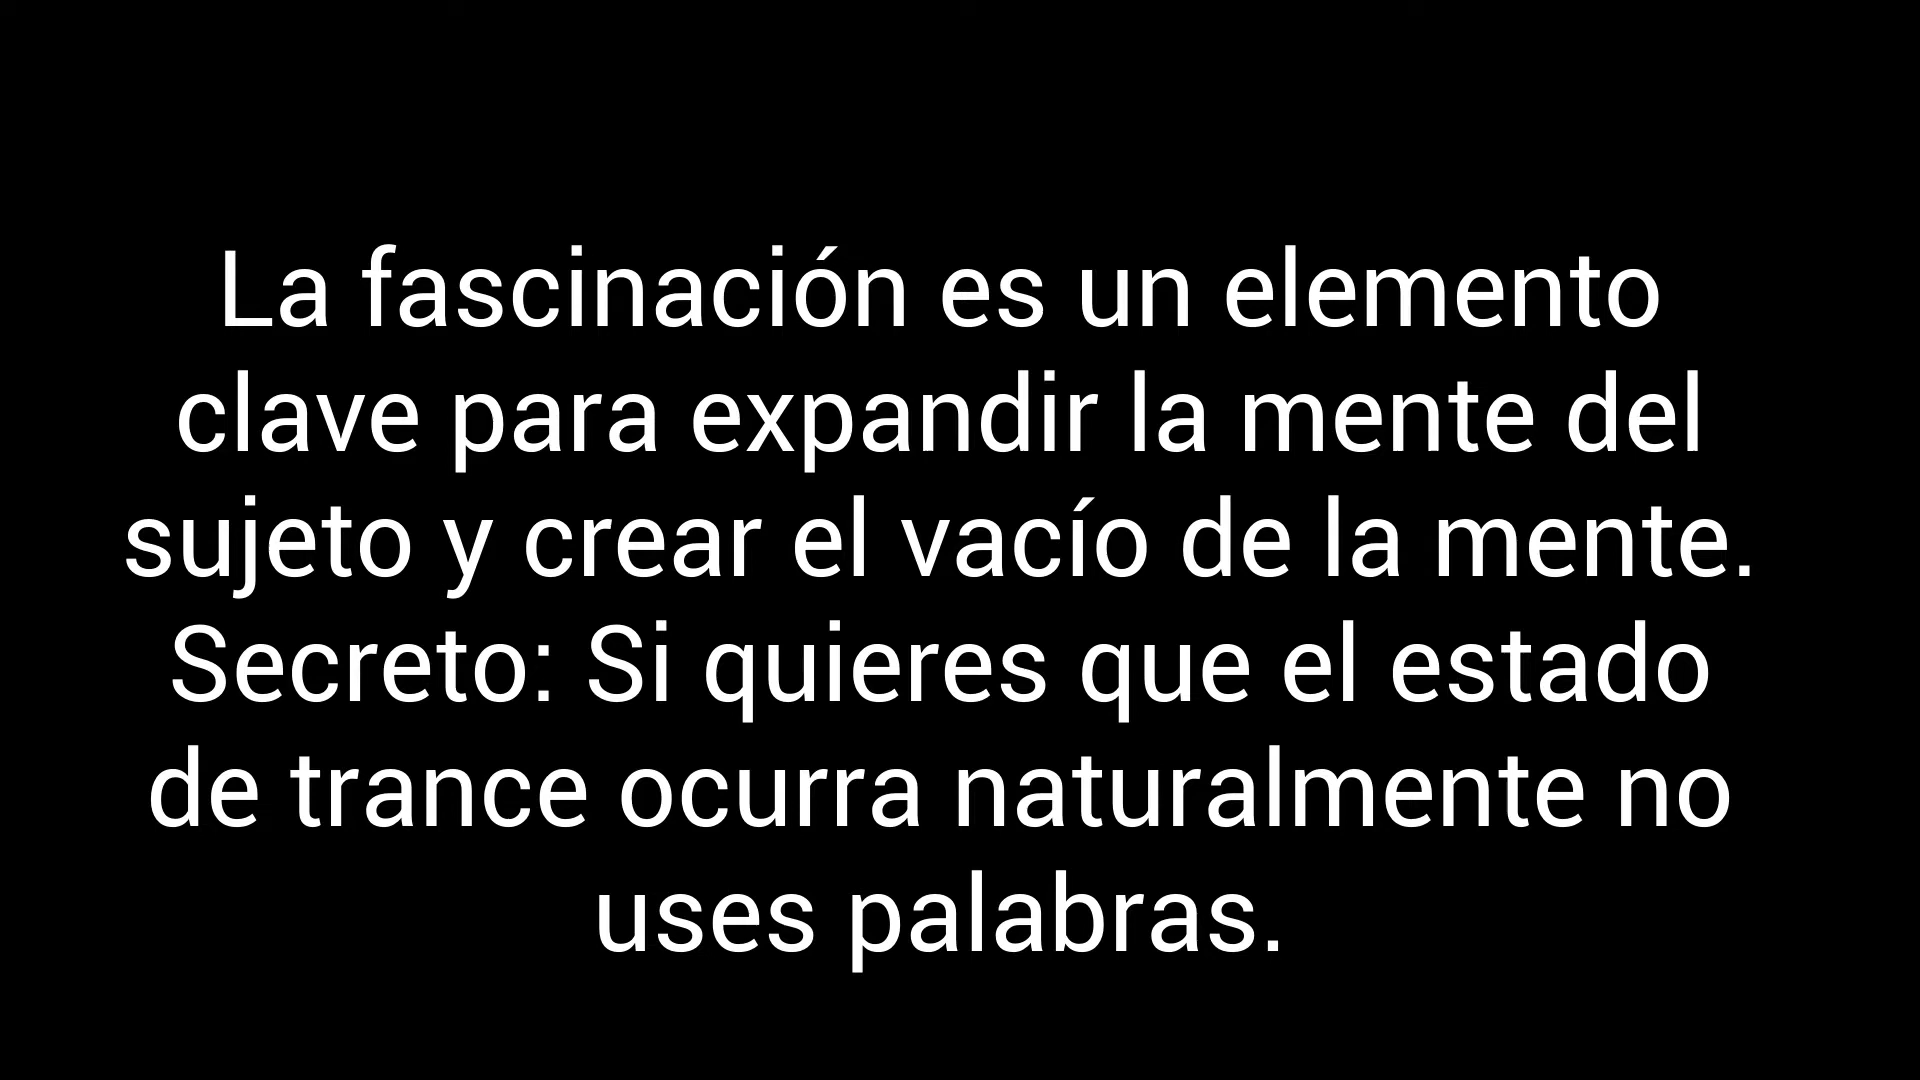 La fascinación es un elemento
clave para expandir la mente del
sujeto y crear el vacío de la mente.
Secreto: Si quieres que el estado
de trance ocurra naturalmente no
uses palabras.